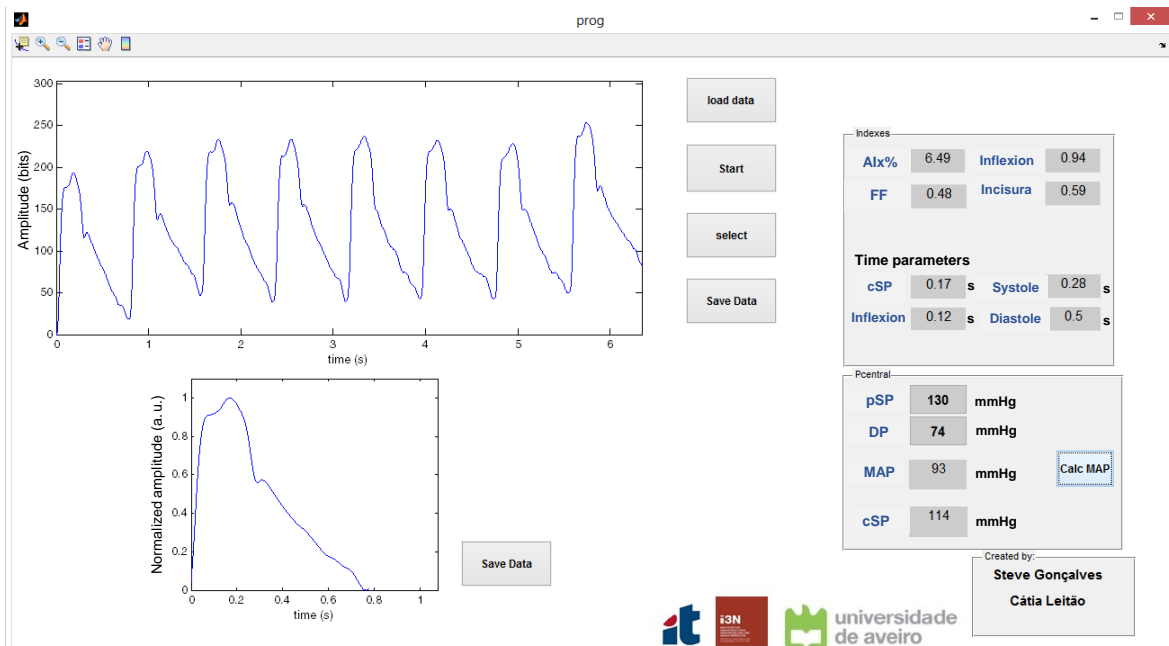 prog
300
250
200
150
100
50
0
Amplitude (bits)
0 1 2 3 4 5 6
time (s)
load data
Start
select
Save Data
Indexes
AIx% 6.49 Inflexion 0.94
FF 0.48 Incisura 0.59
Time parameters
cSP 0.17 s Systole 0.28 s
Inflexion 0.12 s Diastole 0.5 s
1
0.8
0.6
0.4
0.2
0
Normalized amplitude (a. u.)
0 0.2 0.4 0.6 0.8 1
time (s)
Save Data
Pcentral
pSP 130 mmHg
DP 74 mmHg
MAP 93 mmHg Calc MAP
cSP 114 mmHg
Created by:
Steve Gonçalves
Cátia Leitão
it
i3N
universidade
de aveiro